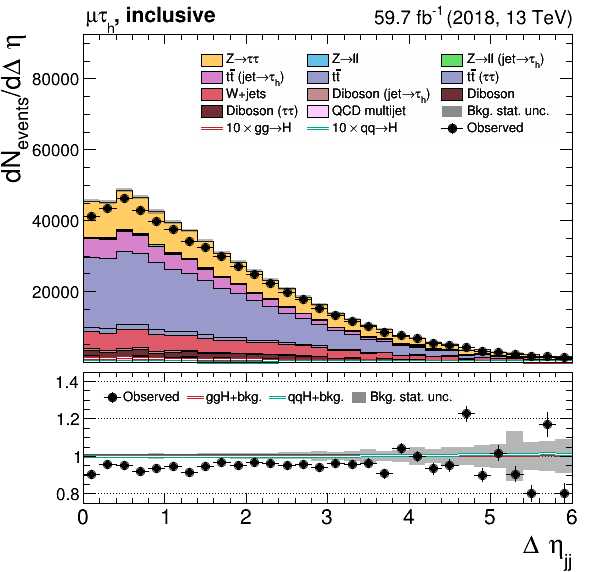 μτh, inclusive 59.7 fb⁻¹ (2018, 13 TeV)
dN_events/dΔ η
80000
60000
40000
20000
Z→ττ Z→ll Z→ll (jet→τh)
tt̄ (jet→τh) tt̄ tt̄ (ττ)
W+jets Diboson (jet→τh) Diboson
Diboson (ττ) QCD multijet Bkg. stat. unc.
10 × gg→H 10 × qq→H Observed
1.4
1.2
1
0.8
Observed ggH+bkg. qqH+bkg. Bkg. stat. unc.
0 1 2 3 4 5 6
Δ η_jj